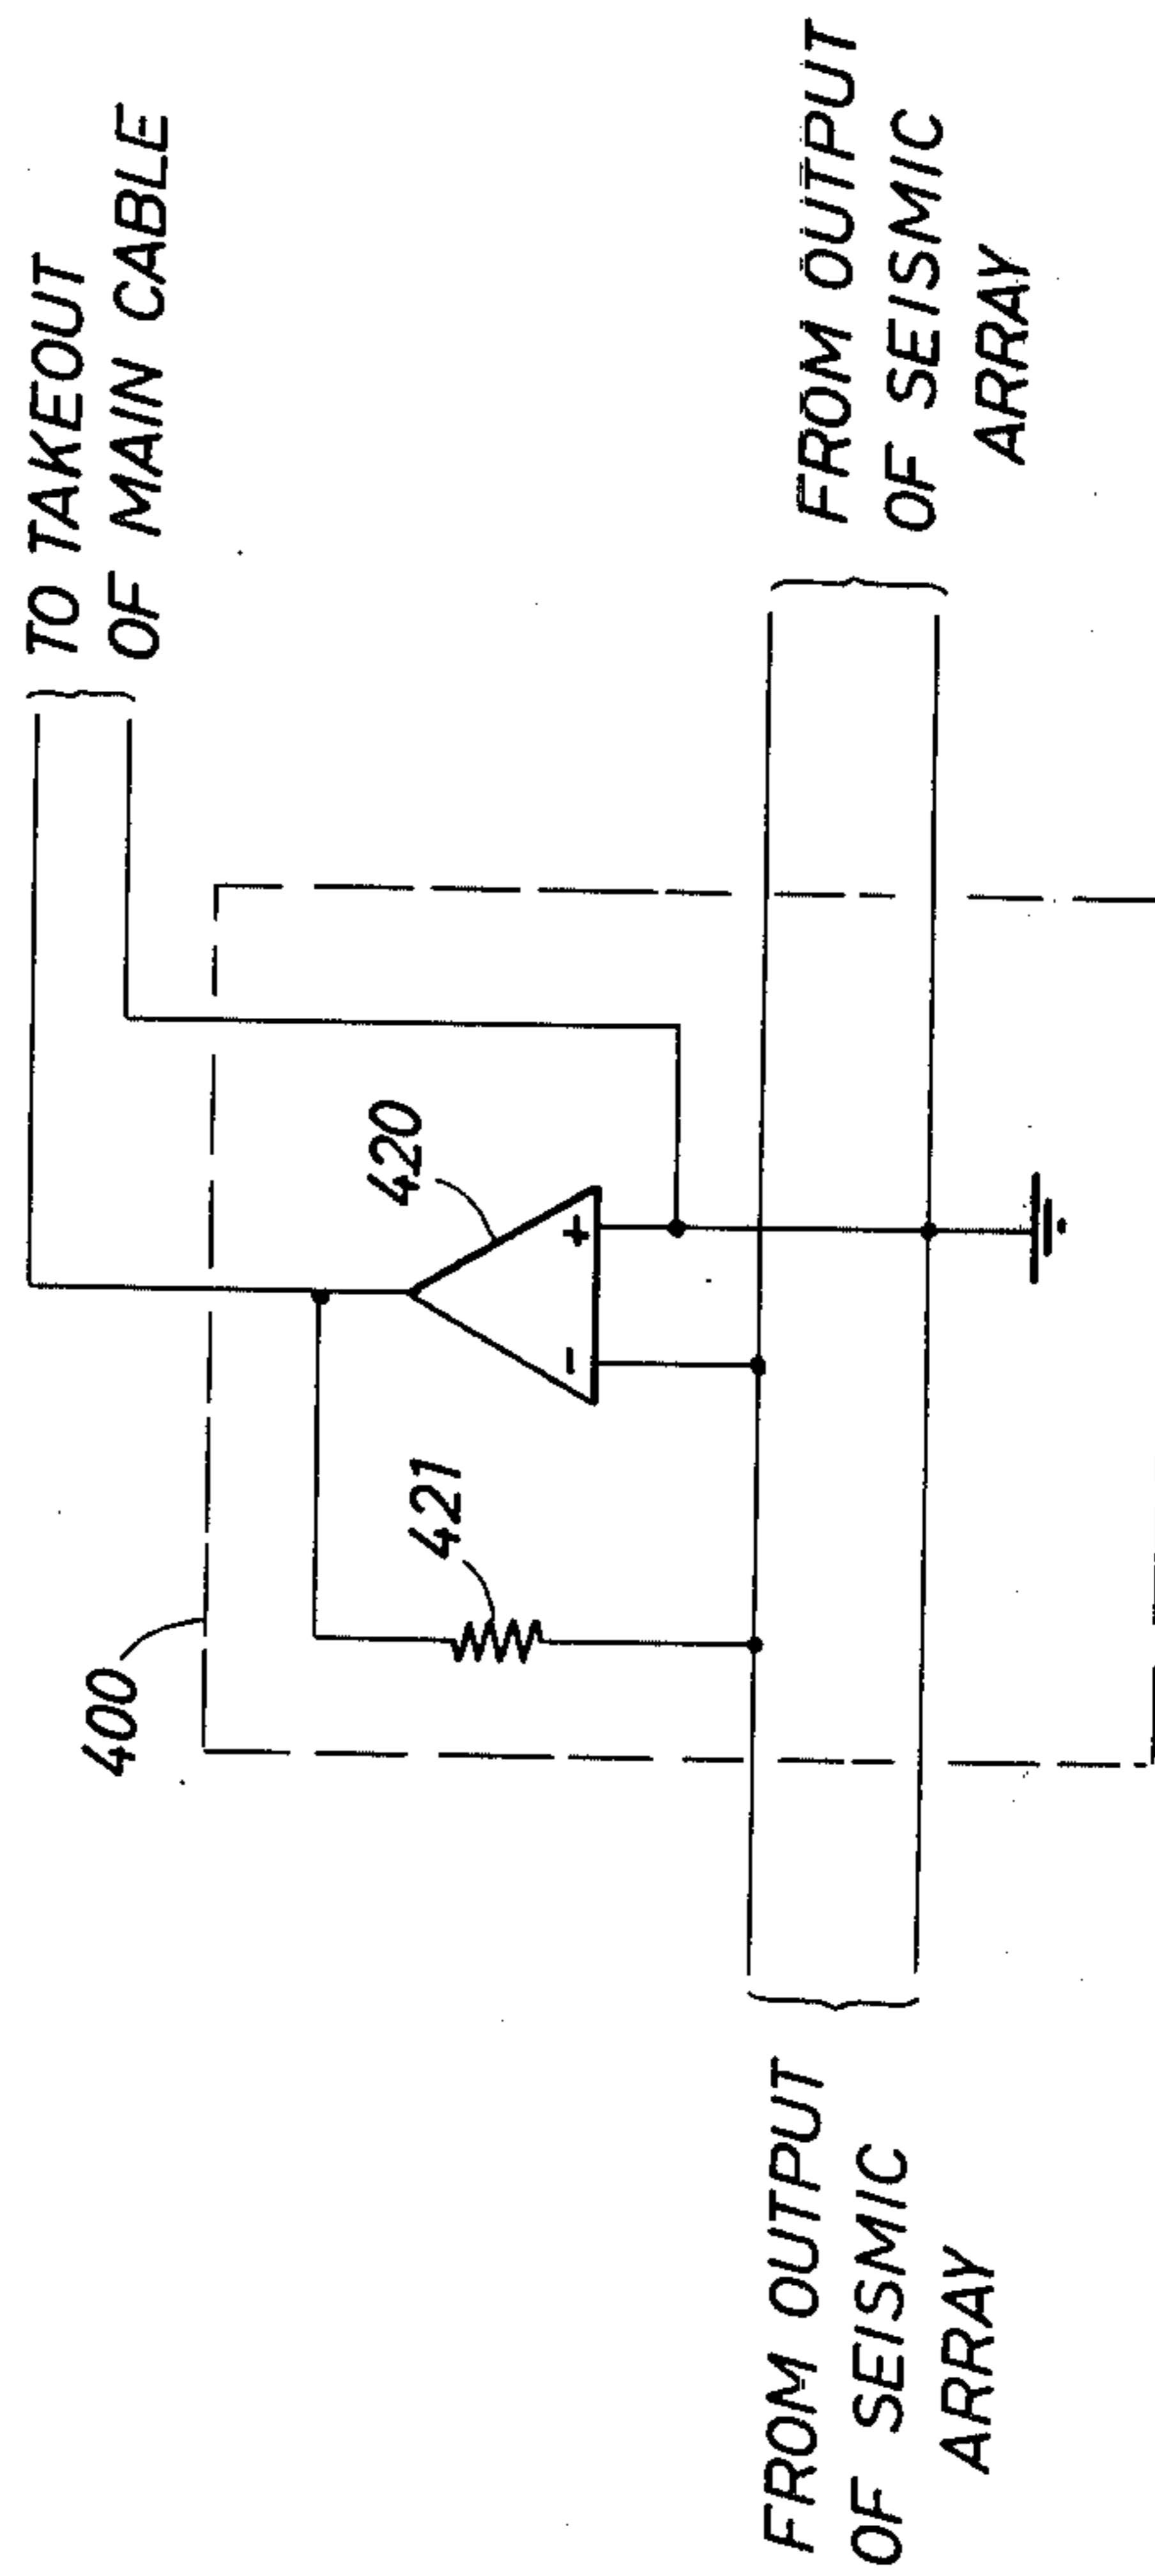 TO TAKEOUT
OF MAIN CABLE
400
420
421
-
+
FROM OUTPUT
OF SEISMIC
ARRAY
FROM OUTPUT
OF SEISMIC
ARRAY